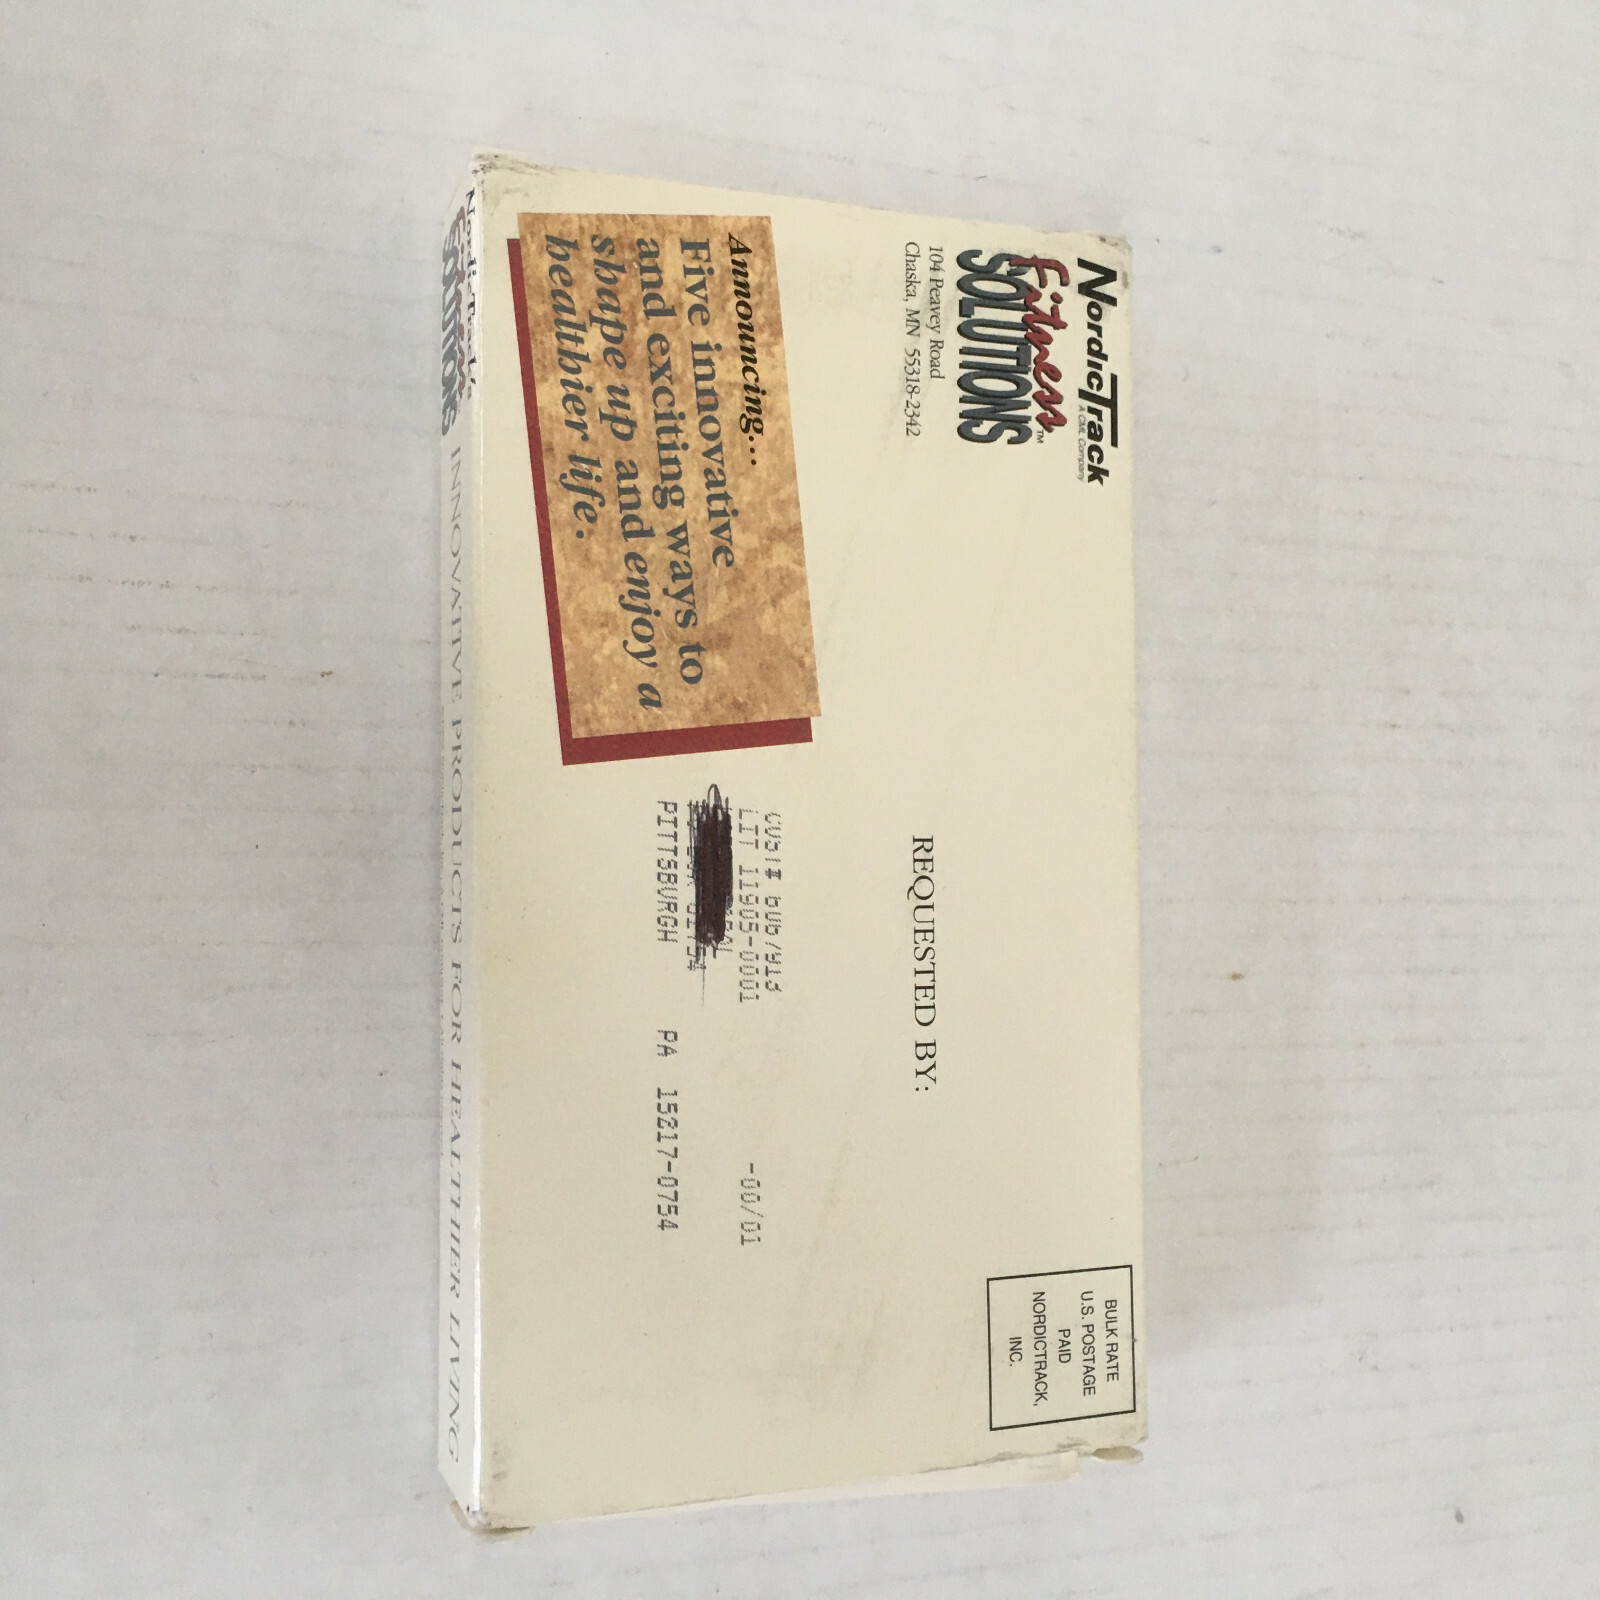 NordicTrack
A CML Company
Fitness™
SOLUTIONS
104 Peavey Road
Chaska, MN 55318-2342
BULK RATE
U.S. POSTAGE
PAID
NORDICTRACK,
INC.
REQUESTED BY:
Announcing...
Five innovative
and exciting ways to
shape up and enjoy a
healthier life.
LIT 11905-0001 -00/01
PITTSBURGH PA 15217-0754
NordicTrack's
Fitness
SOLUTIONS INNOVATIVE PRODUCTS FOR HEALTHIER LIVING